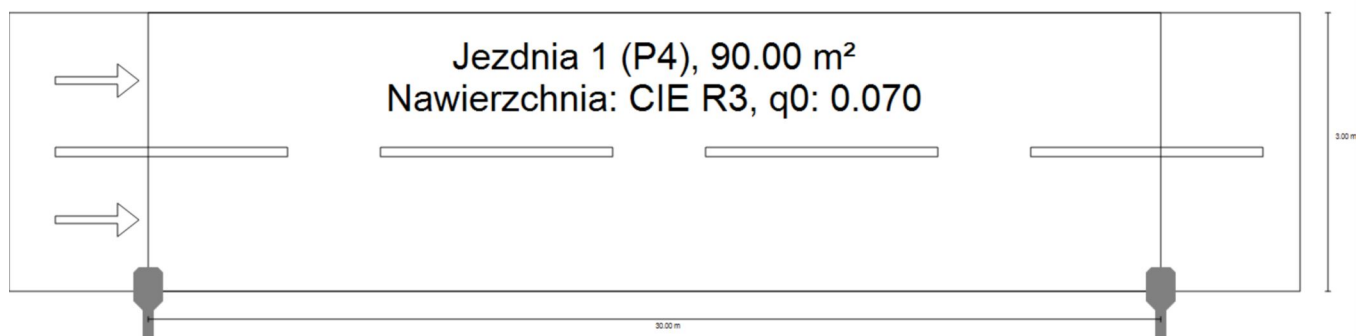 Jezdnia 1 (P4), 90.00 m²
Nawierzchnia: CIE R3, q0: 0.070
3.00 m
30.00 m